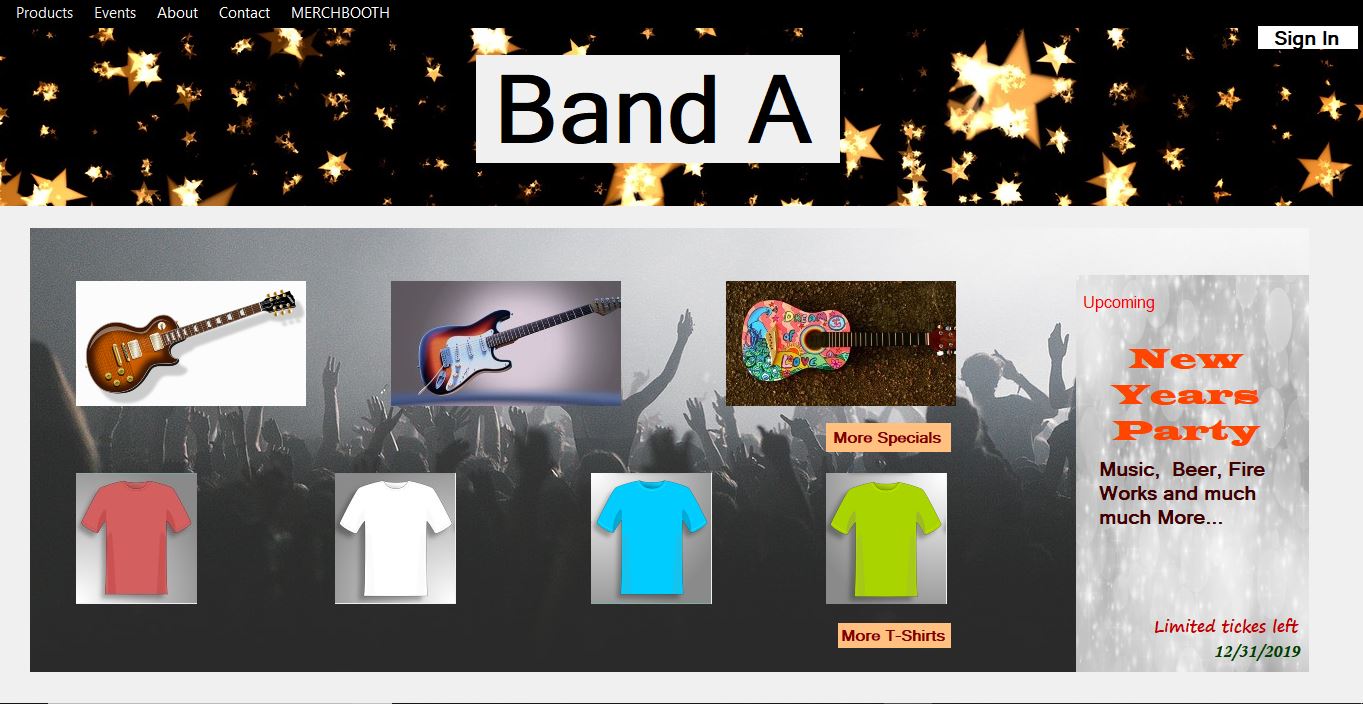 Products Events About Contact MERCHBOOTH
Sign In
Band A
Upcoming
New
Years
Party
Music, Beer, Fire
Works and much
much More...
More Specials
More T-Shirts
Limited tickes left
12/31/2019